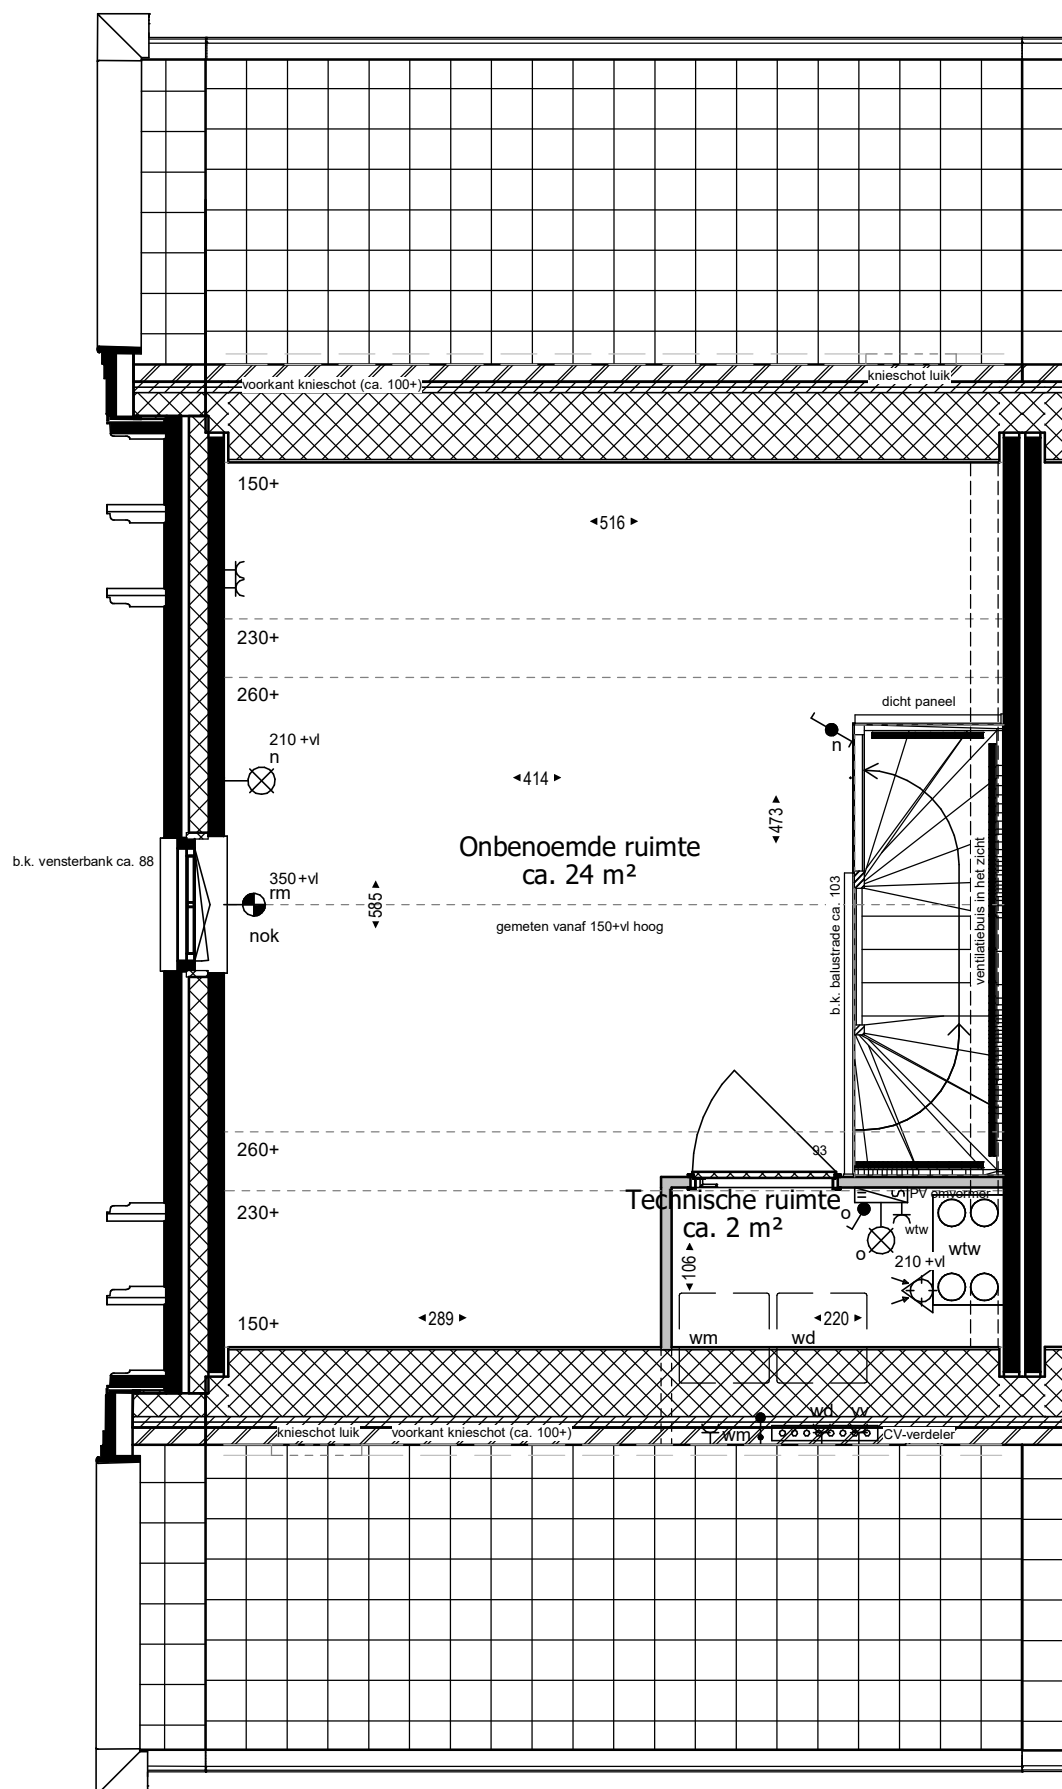 voorkant knieschot (ca. 100+)
knieschot luik
150+
516
230+
260+
dicht paneel
210 +vl
n
n
414
473
Onbenoemde ruimte
ca. 24 m²
b.k. vensterbank ca. 88
350+vl
rm
585
nok
gemeten vanaf 150+vl hoog
b.k. balustrade ca. 103
ventilatiebuis in het zicht
260+
93
230+
Technische ruimte
ca. 2 m²
PV omvormer
o
wtw
wtw
o
210 +vl
106
150+
289
220
wm
wd
knieschot luik
voorkant knieschot (ca. 100+)
wm
wd
vv
CV-verdeler